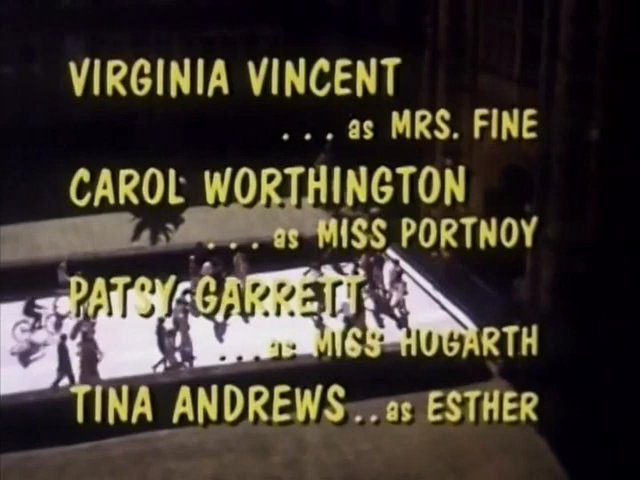 VIRGINIA VINCENT
... as MRS. FINE
CAROL WORTHINGTON
... as MISS PORTNOY
PATSY GARRETT
... as MISS HOGARTH
TINA ANDREWS .. as ESTHER